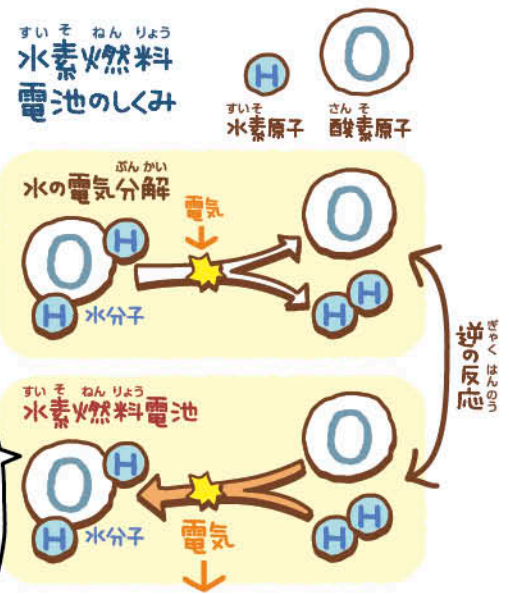 すいそ ねんりょう
水素燃料
電池のしくみ
H
O
すいそ
水素原子
さんそ
酸素原子
ぶんかい
水の電気分解
電気
O
H
H
水分子
O
H
H
ぎゃく はんのう
逆の反応
すいそ ねんりょう
水素燃料電池
O
H
H
水分子
電気
O
H
H